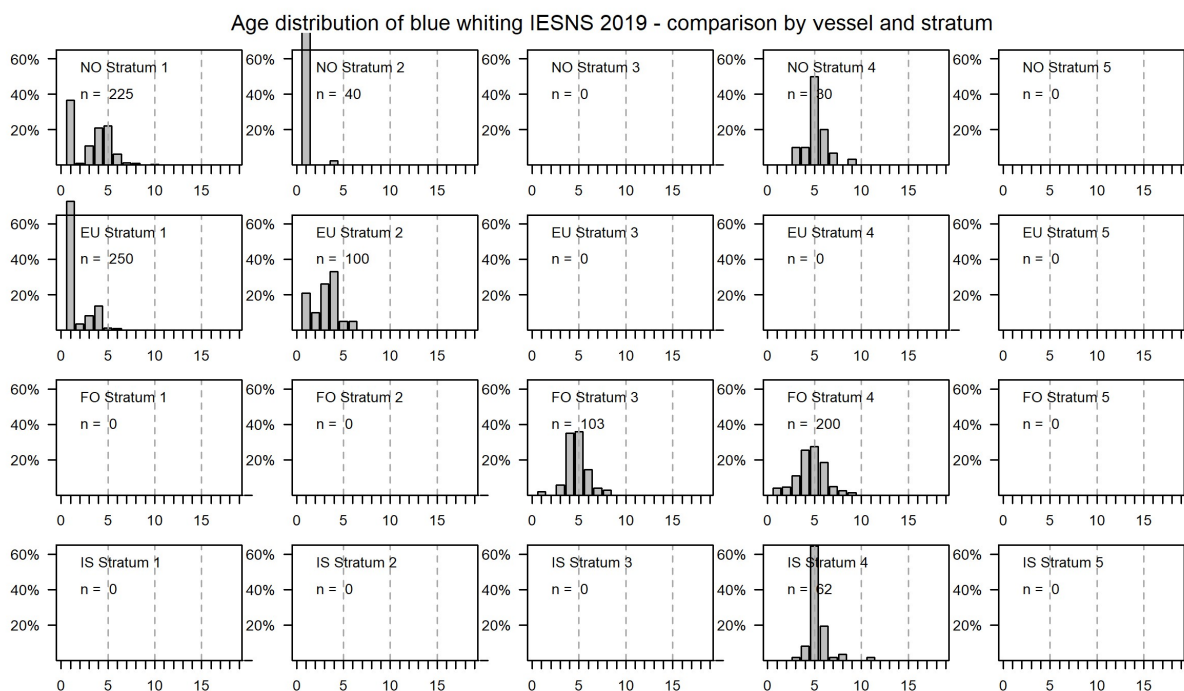 Age distribution of blue whiting IESNS 2019 - comparison by vessel and stratum
60% 60% 60% 60% 60%
NO Stratum 1 NO Stratum 2 NO Stratum 3 NO Stratum 4 NO Stratum 5
40% 40% 40% 40% 40%
n = 225 n = 40 n = 0 n = 30 n = 0
20% 20% 20% 20% 20%
0 5 10 15 0 5 10 15 0 5 10 15 0 5 10 15 0 5 10 15
60% 60% 60% 60% 60%
EU Stratum 1 EU Stratum 2 EU Stratum 3 EU Stratum 4 EU Stratum 5
40% 40% 40% 40% 40%
n = 250 n = 100 n = 0 n = 0 n = 0
20% 20% 20% 20% 20%
0 5 10 15 0 5 10 15 0 5 10 15 0 5 10 15 0 5 10 15
60% 60% 60% 60% 60%
FO Stratum 1 FO Stratum 2 FO Stratum 3 FO Stratum 4 FO Stratum 5
40% 40% 40% 40% 40%
n = 0 n = 0 n = 103 n = 200 n = 0
20% 20% 20% 20% 20%
0 5 10 15 0 5 10 15 0 5 10 15 0 5 10 15 0 5 10 15
60% 60% 60% 60% 60%
IS Stratum 1 IS Stratum 2 IS Stratum 3 IS Stratum 4 IS Stratum 5
40% 40% 40% 40% 40%
n = 0 n = 0 n = 0 n = 62 n = 0
20% 20% 20% 20% 20%
0 5 10 15 0 5 10 15 0 5 10 15 0 5 10 15 0 5 10 15